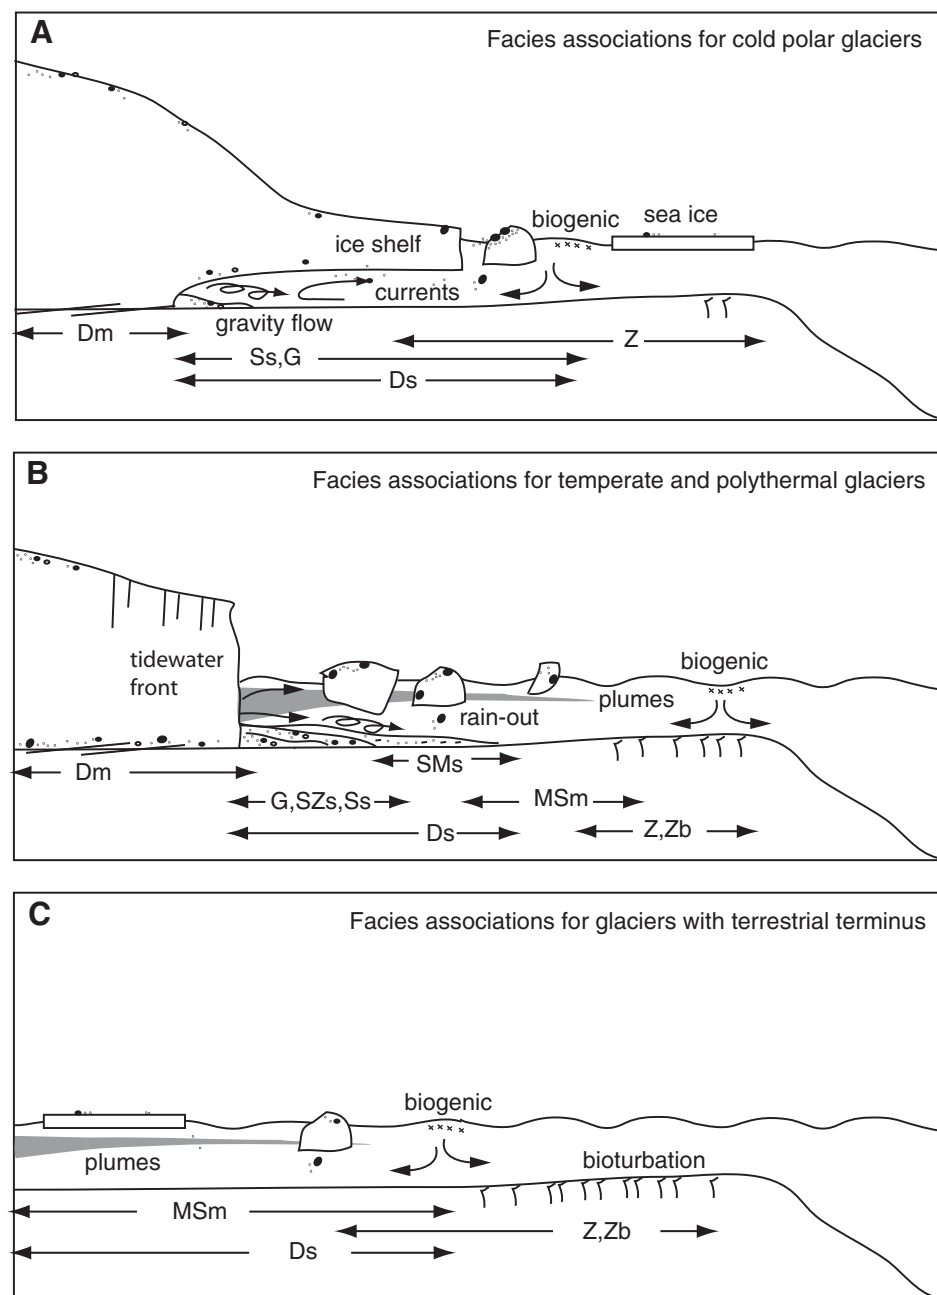 A
Facies associations for cold polar glaciers
biogenic
sea ice
ice shelf
currents
gravity flow
Dm
Z
Ss,G
Ds
B
Facies associations for temperate and polythermal glaciers
tidewater
front
biogenic
plumes
rain-out
SMs
Dm
G,SZs,Ss
MSm
Ds
Z,Zb
C
Facies associations for glaciers with terrestrial terminus
biogenic
plumes
bioturbation
MSm
Z,Zb
Ds